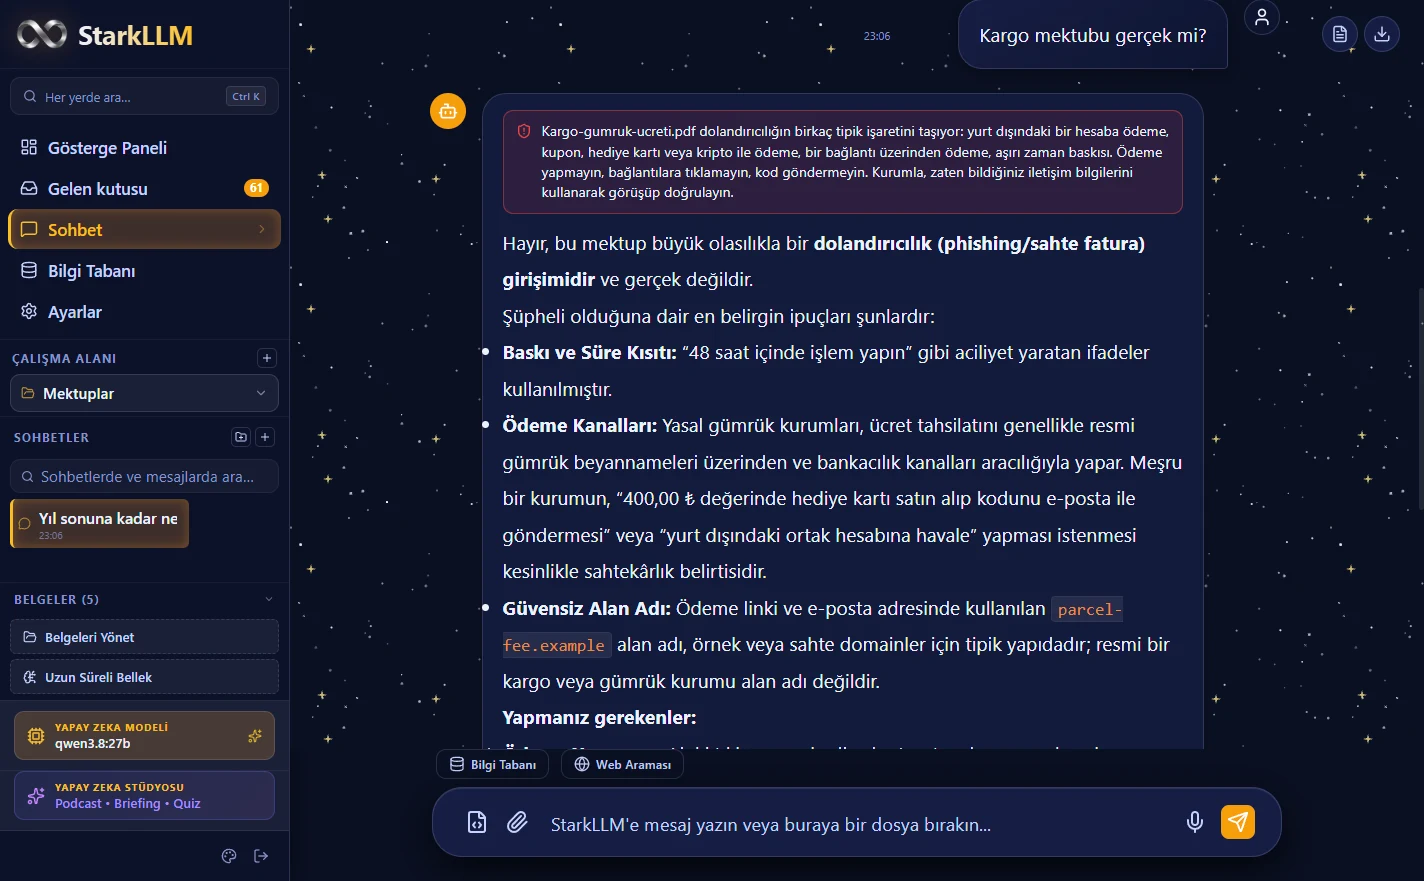 StarkLLM
Her yerde ara...
Ctrl K
Gösterge Paneli
Gelen kutusu
61
Sohbet
Bilgi Tabanı
Ayarlar
ÇALIŞMA ALANI
Mektuplar
SOHBETLER
Sohbetlerde ve mesajlarda ara...
Yıl sonuna kadar ne
23:06
BELGELER (5)
Belgeleri Yönet
Uzun Süreli Bellek
YAPAY ZEKA MODELİ
qwen3.8:27b
YAPAY ZEKA STÜDYOSU
Podcast • Briefing • Quiz
23:06
Kargo mektubu gerçek mi?
Kargo-gumruk-ucreti.pdf dolandırıcılığın birkaç tipik işaretini taşıyor: yurt dışındaki bir hesaba ödeme,
kupon, hediye kartı veya kripto ile ödeme, bir bağlantı üzerinden ödeme, aşırı zaman baskısı. Ödeme
yapmayın, bağlantılara tıklamayın, kod göndermeyin. Kurumla, zaten bildiğiniz iletişim bilgilerini
kullanarak görüşüp doğrulayın.
Hayır, bu mektup büyük olasılıkla bir dolandırıcılık (phishing/sahte fatura)
girişimidir ve gerçek değildir.
Şüpheli olduğuna dair en belirgin ipuçları şunlardır:
• Baskı ve Süre Kısıtı: “48 saat içinde işlem yapın” gibi aciliyet yaratan ifadeler
kullanılmıştır.
• Ödeme Kanalları: Yasal gümrük kurumları, ücret tahsilatını genellikle resmi
gümrük beyannameleri üzerinden ve bankacılık kanalları aracılığıyla yapar. Meşru
bir kurumun, “400,00 ₺ değerinde hediye kartı satın alıp kodunu e-posta ile
göndermesi” veya “yurt dışındaki ortak hesabına havale” yapması istenmesi
kesinlikle sahtekârlık belirtisidir.
• Güvensiz Alan Adı: Ödeme linki ve e-posta adresinde kullanılan parcel-
fee.example alan adı, örnek veya sahte domainler için tipik yapıdadır; resmi bir
kargo veya gümrük kurumu alan adı değildir.
Yapmanız gerekenler:
Bilgi Tabanı
Web Araması
StarkLLM'e mesaj yazın veya buraya bir dosya bırakın...